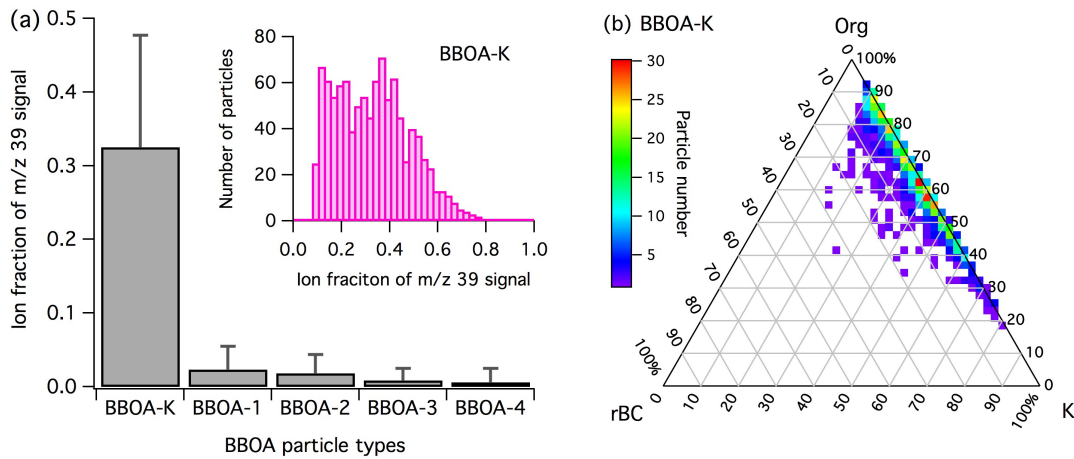 (a)
Ion fraction of m/z 39 signal
0.5
0.4
0.3
0.2
0.1
0.0
BBOA-K BBOA-1 BBOA-2 BBOA-3 BBOA-4
BBOA particle types
BBOA-K
Number of particles
80
60
40
20
0
0.0 0.2 0.4 0.6 0.8 1.0
Ion fraciton of m/z 39 signal
(b) BBOA-K
30
25
20
15
10
5
Particle number
Org
0
10
20
30
40
50
60
70
80
90
100%
100%
90
80
70
60
50
40
30
20
10
0
0 10 20 30 40 50 60 70 80 90 100%
rBC
K